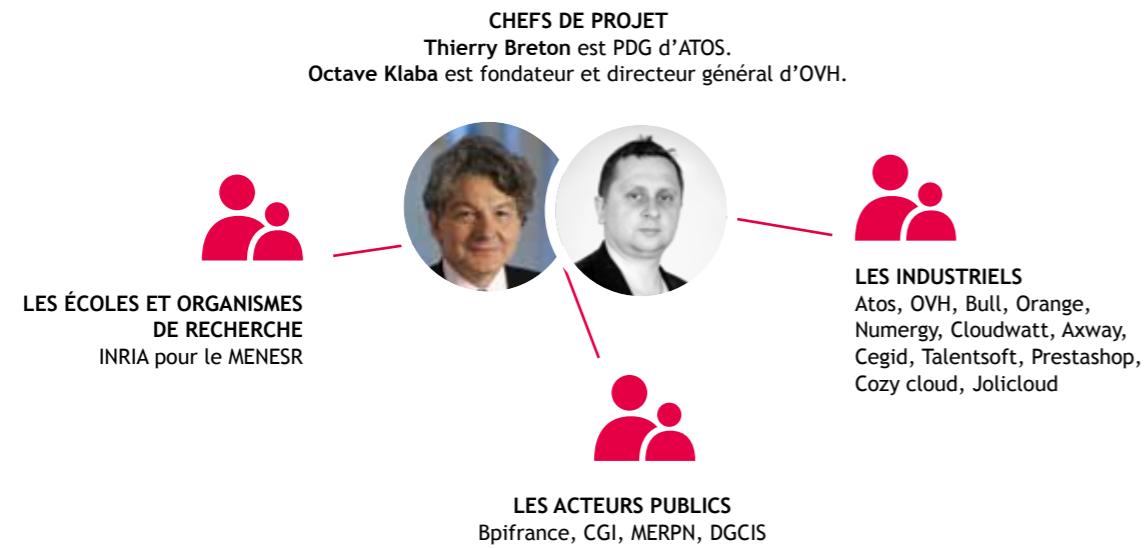 CHEFS DE PROJET
Thierry Breton est PDG d’ATOS.
Octave Klaba est fondateur et directeur général d’OVH.
LES ÉCOLES ET ORGANISMES
DE RECHERCHE
INRIA pour le MENESR
LES INDUSTRIELS
Atos, OVH, Bull, Orange,
Numergy, Cloudwatt, Axway,
Cegid, Talentsoft, Prestashop,
Cozy cloud, Jolicloud
LES ACTEURS PUBLICS
Bpifrance, CGI, MERPN, DGCIS